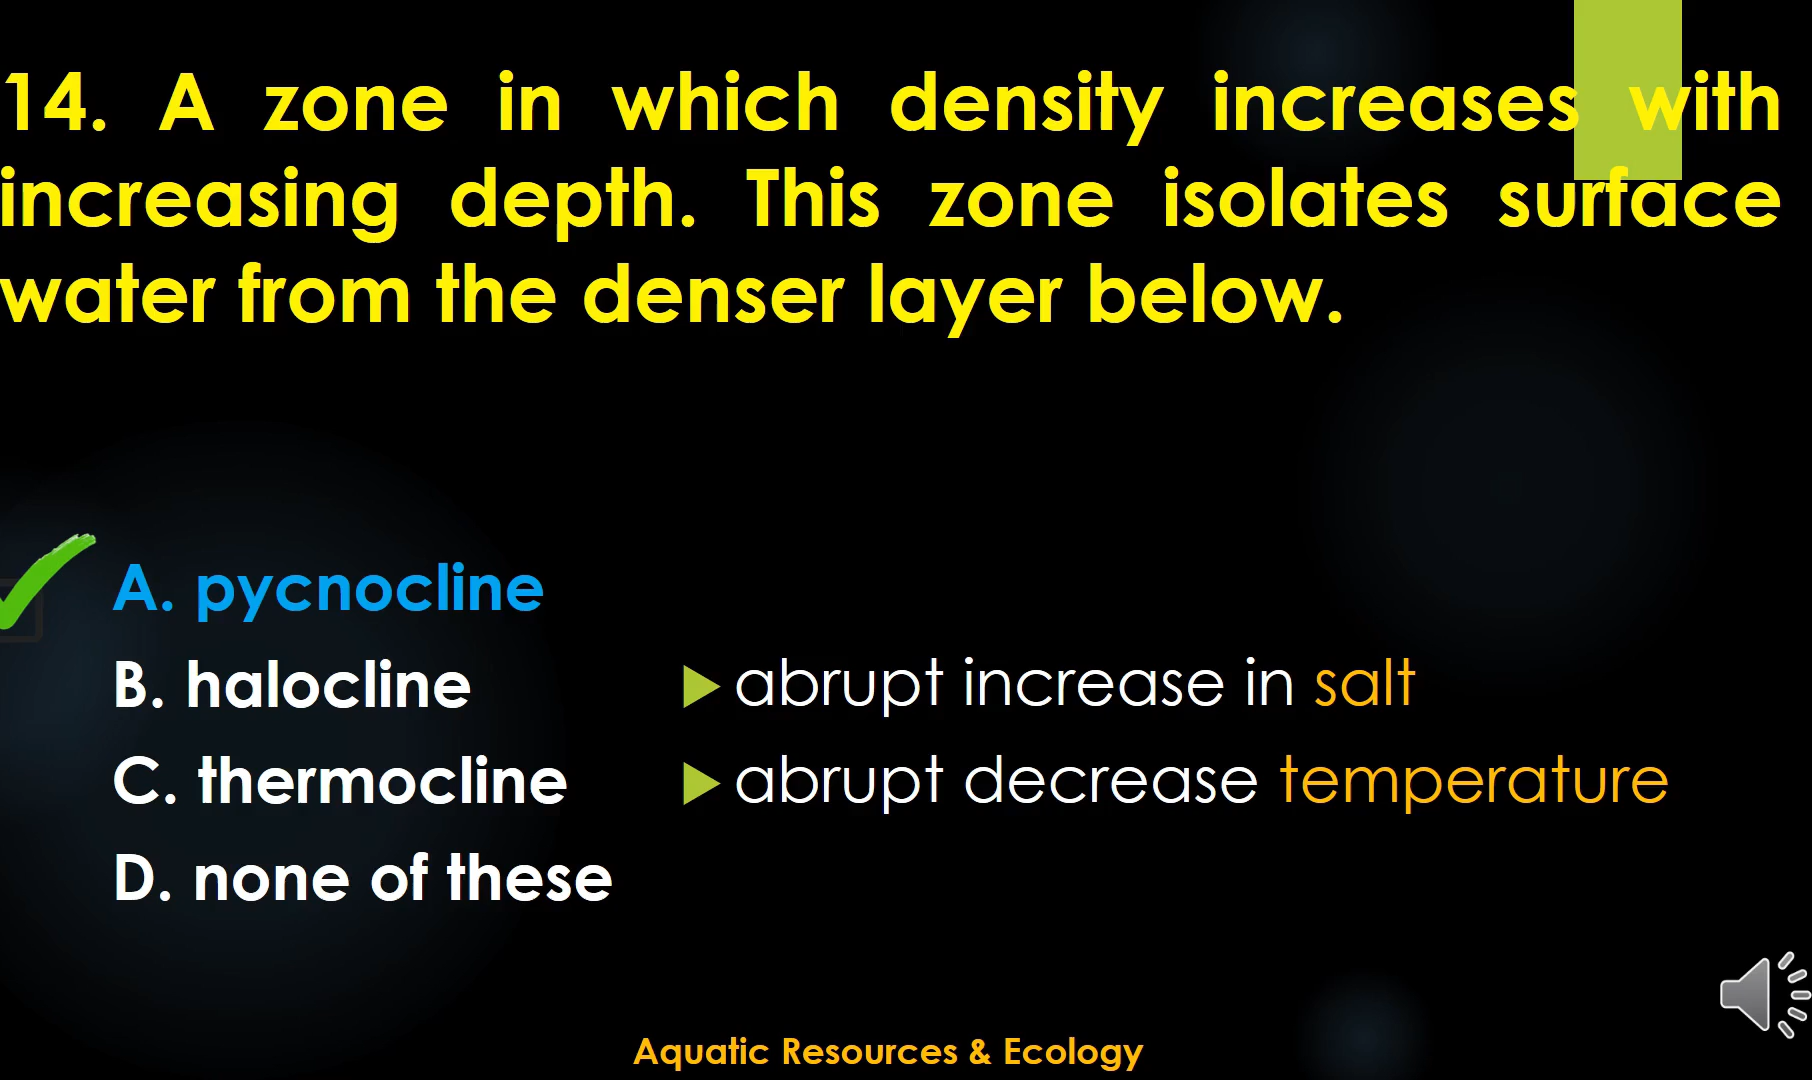 14. A zone in which density increases with
increasing depth. This zone isolates surface
water from the denser layer below.
A. pycnocline
B. halocline
abrupt increase in salt
C. thermocline
abrupt decrease temperature
D. none of these
Aquatic Resources & Ecology